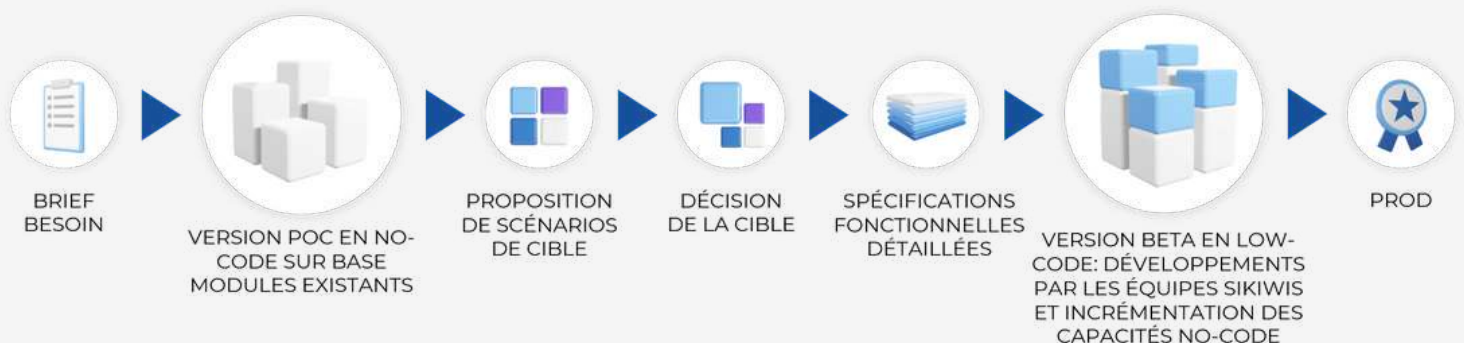 BRIEF
BESOIN
VERSION POC EN NO-
CODE SUR BASE
MODULES EXISTANTS
PROPOSITION
DE SCÉNARIOS
DE CIBLE
DÉCISION
DE LA CIBLE
SPÉCIFICATIONS
FONCTIONNELLES
DÉTAILLÉES
VERSION BETA EN LOW-
CODE: DÉVELOPPEMENTS
PAR LES ÉQUIPES SIKIWIS
ET INCRÉMENTATION DES
CAPACITÉS NO-CODE
PROD